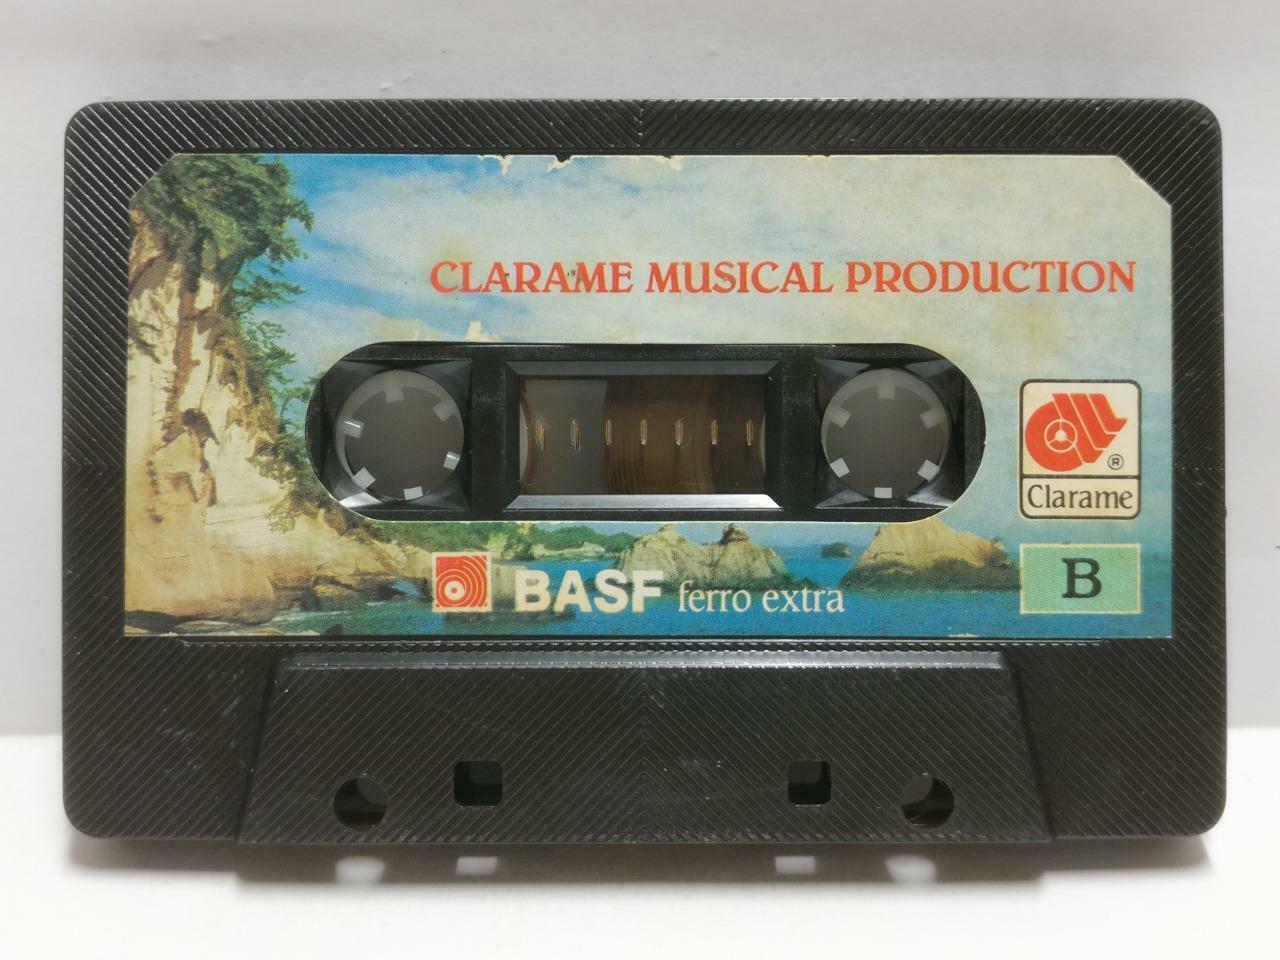 CLARAME MUSICAL PRODUCTION
®
Clarame
BASF ferro extra
B